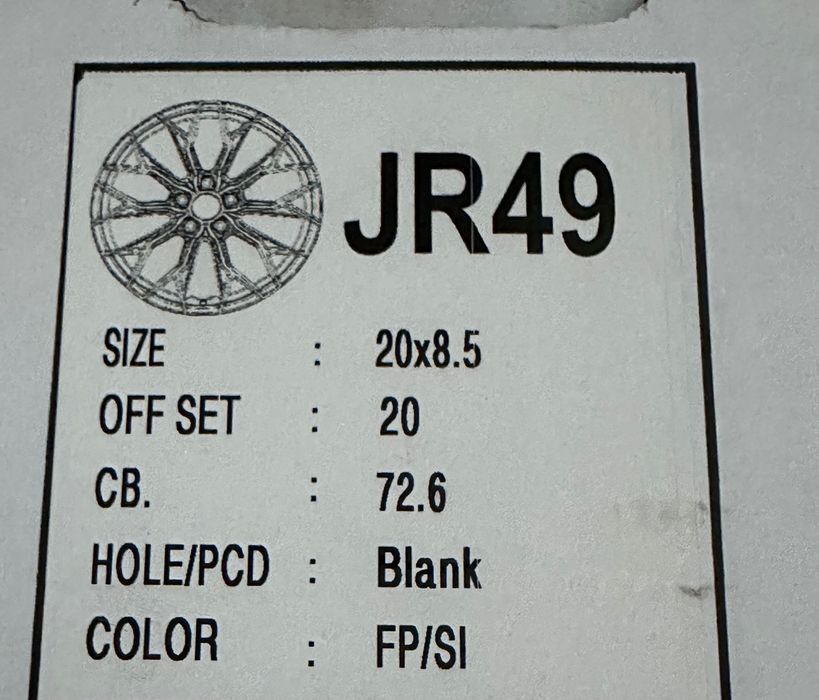 JR49
SIZE : 20x8.5
OFF SET : 20
CB. : 72.6
HOLE/PCD : Blank
COLOR : FP/SI